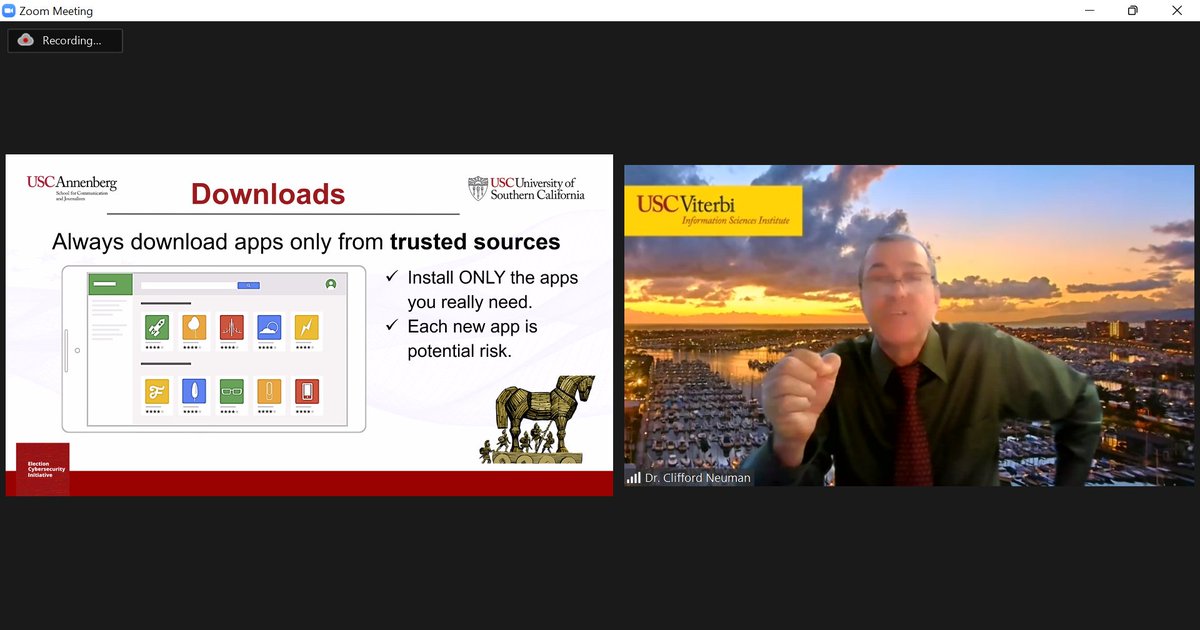 Zoom Meeting
Recording...
USC Annenberg
School for Communication
and Journalism
Downloads
USC University of
Southern California
Always download apps only from trusted sources
✓ Install ONLY the apps
you really need.
✓ Each new app is
potential risk.
Election
Cybersecurity
Initiative
USC Viterbi
Information Sciences Institute
Dr. Clifford Neuman